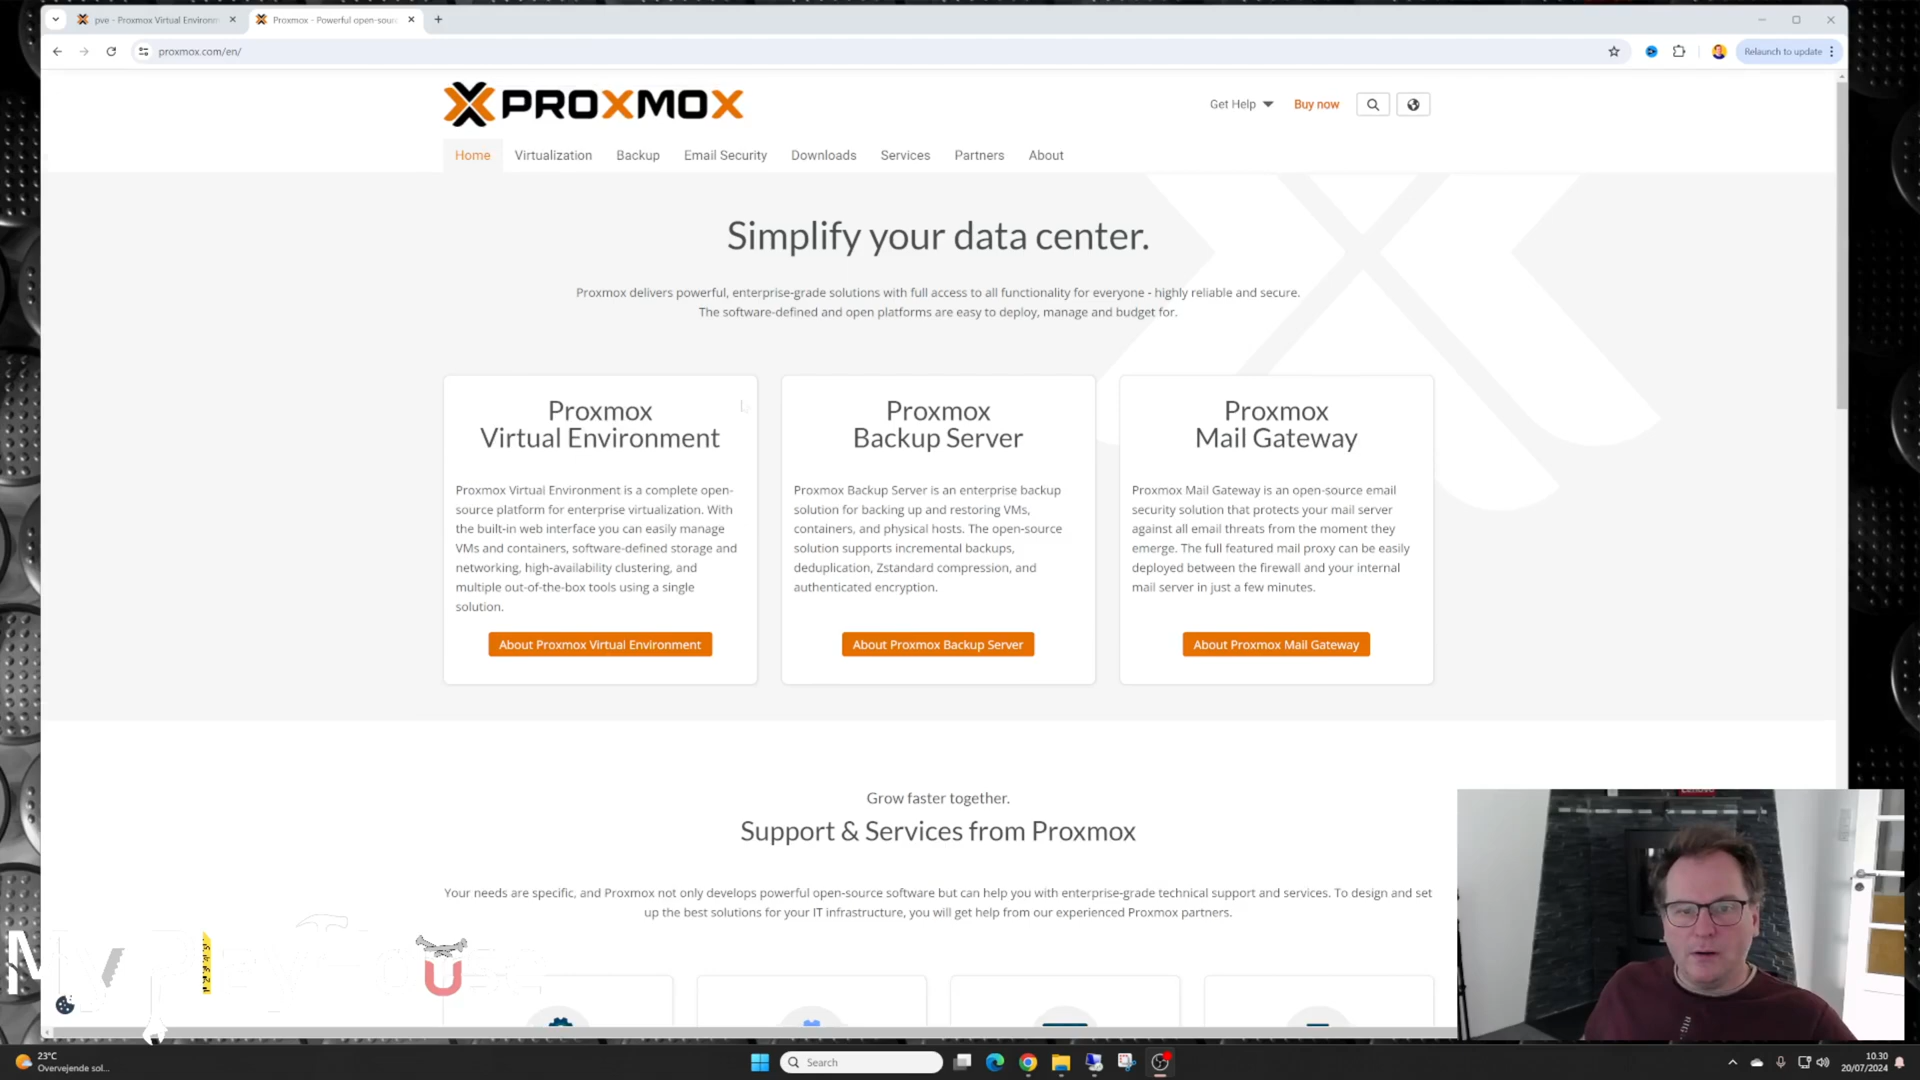 pve - Proxmox Virtual Environm
Proxmox - Powerful open-sour
proxmox.com/en/
Relaunch to update
PROXMOX
Get Help
Buy now
Home
Virtualization
Backup
Email Security
Downloads
Services
Partners
About
Simplify your data center.
Proxmox delivers powerful, enterprise-grade solutions with full access to all functionality for everyone - highly reliable and secure.
The software-defined and open platforms are easy to deploy, manage and budget for.
Proxmox
Virtual Environment
Proxmox Virtual Environment is a complete open-
source platform for enterprise virtualization. With
the built-in web interface you can easily manage
VMs and containers, software-defined storage and
networking, high-availability clustering, and
multiple out-of-the-box tools using a single
solution.
About Proxmox Virtual Environment
Proxmox
Backup Server
Proxmox Backup Server is an enterprise backup
solution for backing up and restoring VMs,
containers, and physical hosts. The open-source
solution supports incremental backups,
deduplication, Zstandard compression, and
authenticated encryption.
About Proxmox Backup Server
Proxmox
Mail Gateway
Proxmox Mail Gateway is an open-source email
security solution that protects your mail server
against all email threats from the moment they
emerge. The full featured mail proxy can be easily
deployed between the firewall and your internal
mail server in just a few minutes.
About Proxmox Mail Gateway
Grow faster together.
Support & Services from Proxmox
Your needs are specific, and Proxmox not only develops powerful open-source software but can help you with enterprise-grade technical support and services. To design and set
up the best solutions for your IT infrastructure, you will get help from our experienced Proxmox partners.
My PlayHouse
23°C
Overvejende sol...
Search
10.30
20/07/2024